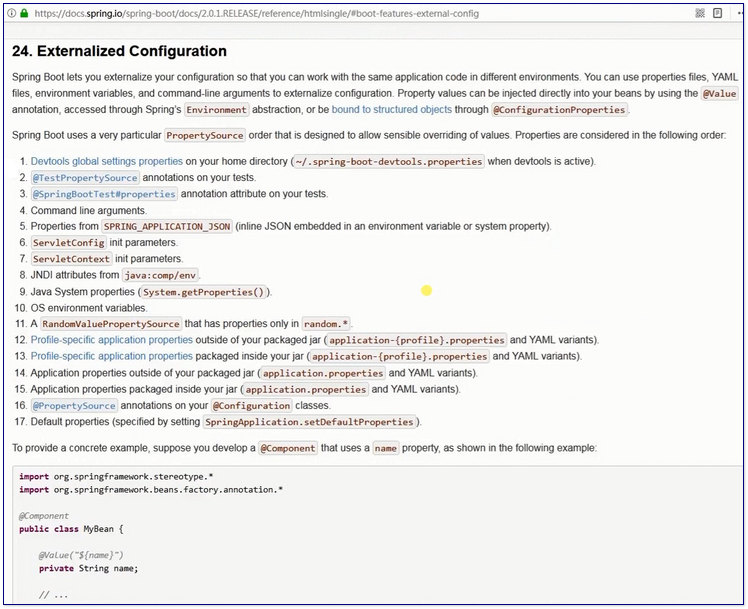 https://docs.spring.io/spring-boot/docs/2.0.1.RELEASE/reference/htmlsingle/#boot-features-external-config
24. Externalized Configuration
Spring Boot lets you externalize your configuration so that you can work with the same application code in different environments. You can use properties files, YAML
files, environment variables, and command-line arguments to externalize configuration. Property values can be injected directly into your beans by using the @Value
annotation, accessed through Spring's Environment abstraction, or be bound to structured objects through @ConfigurationProperties.
Spring Boot uses a very particular PropertySource order that is designed to allow sensible overriding of values. Properties are considered in the following order:
1. Devtools global settings properties on your home directory (~/.spring-boot-devtools.properties when devtools is active).
2. @TestPropertySource annotations on your tests.
3. @SpringBootTest#properties annotation attribute on your tests.
4. Command line arguments.
5. Properties from SPRING_APPLICATION_JSON (inline JSON embedded in an environment variable or system property).
6. ServletConfig init parameters.
7. ServletContext init parameters.
8. JNDI attributes from java:comp/env.
9. Java System properties (System.getProperties()).
10. OS environment variables.
11. A RandomValuePropertySource that has properties only in random.*.
12. Profile-specific application properties outside of your packaged jar (application-{profile}.properties and YAML variants).
13. Profile-specific application properties packaged inside your jar (application-{profile}.properties and YAML variants).
14. Application properties outside of your packaged jar (application.properties and YAML variants).
15. Application properties packaged inside your jar (application.properties and YAML variants).
16. @PropertySource annotations on your @Configuration classes.
17. Default properties (specified by setting SpringApplication.setDefaultProperties).
To provide a concrete example, suppose you develop a @Component that uses a name property, as shown in the following example:
import org.springframework.stereotype.*
import org.springframework.beans.factory.annotation.*
@Component
public class MyBean {
@Value("${name}")
private String name;
// ...